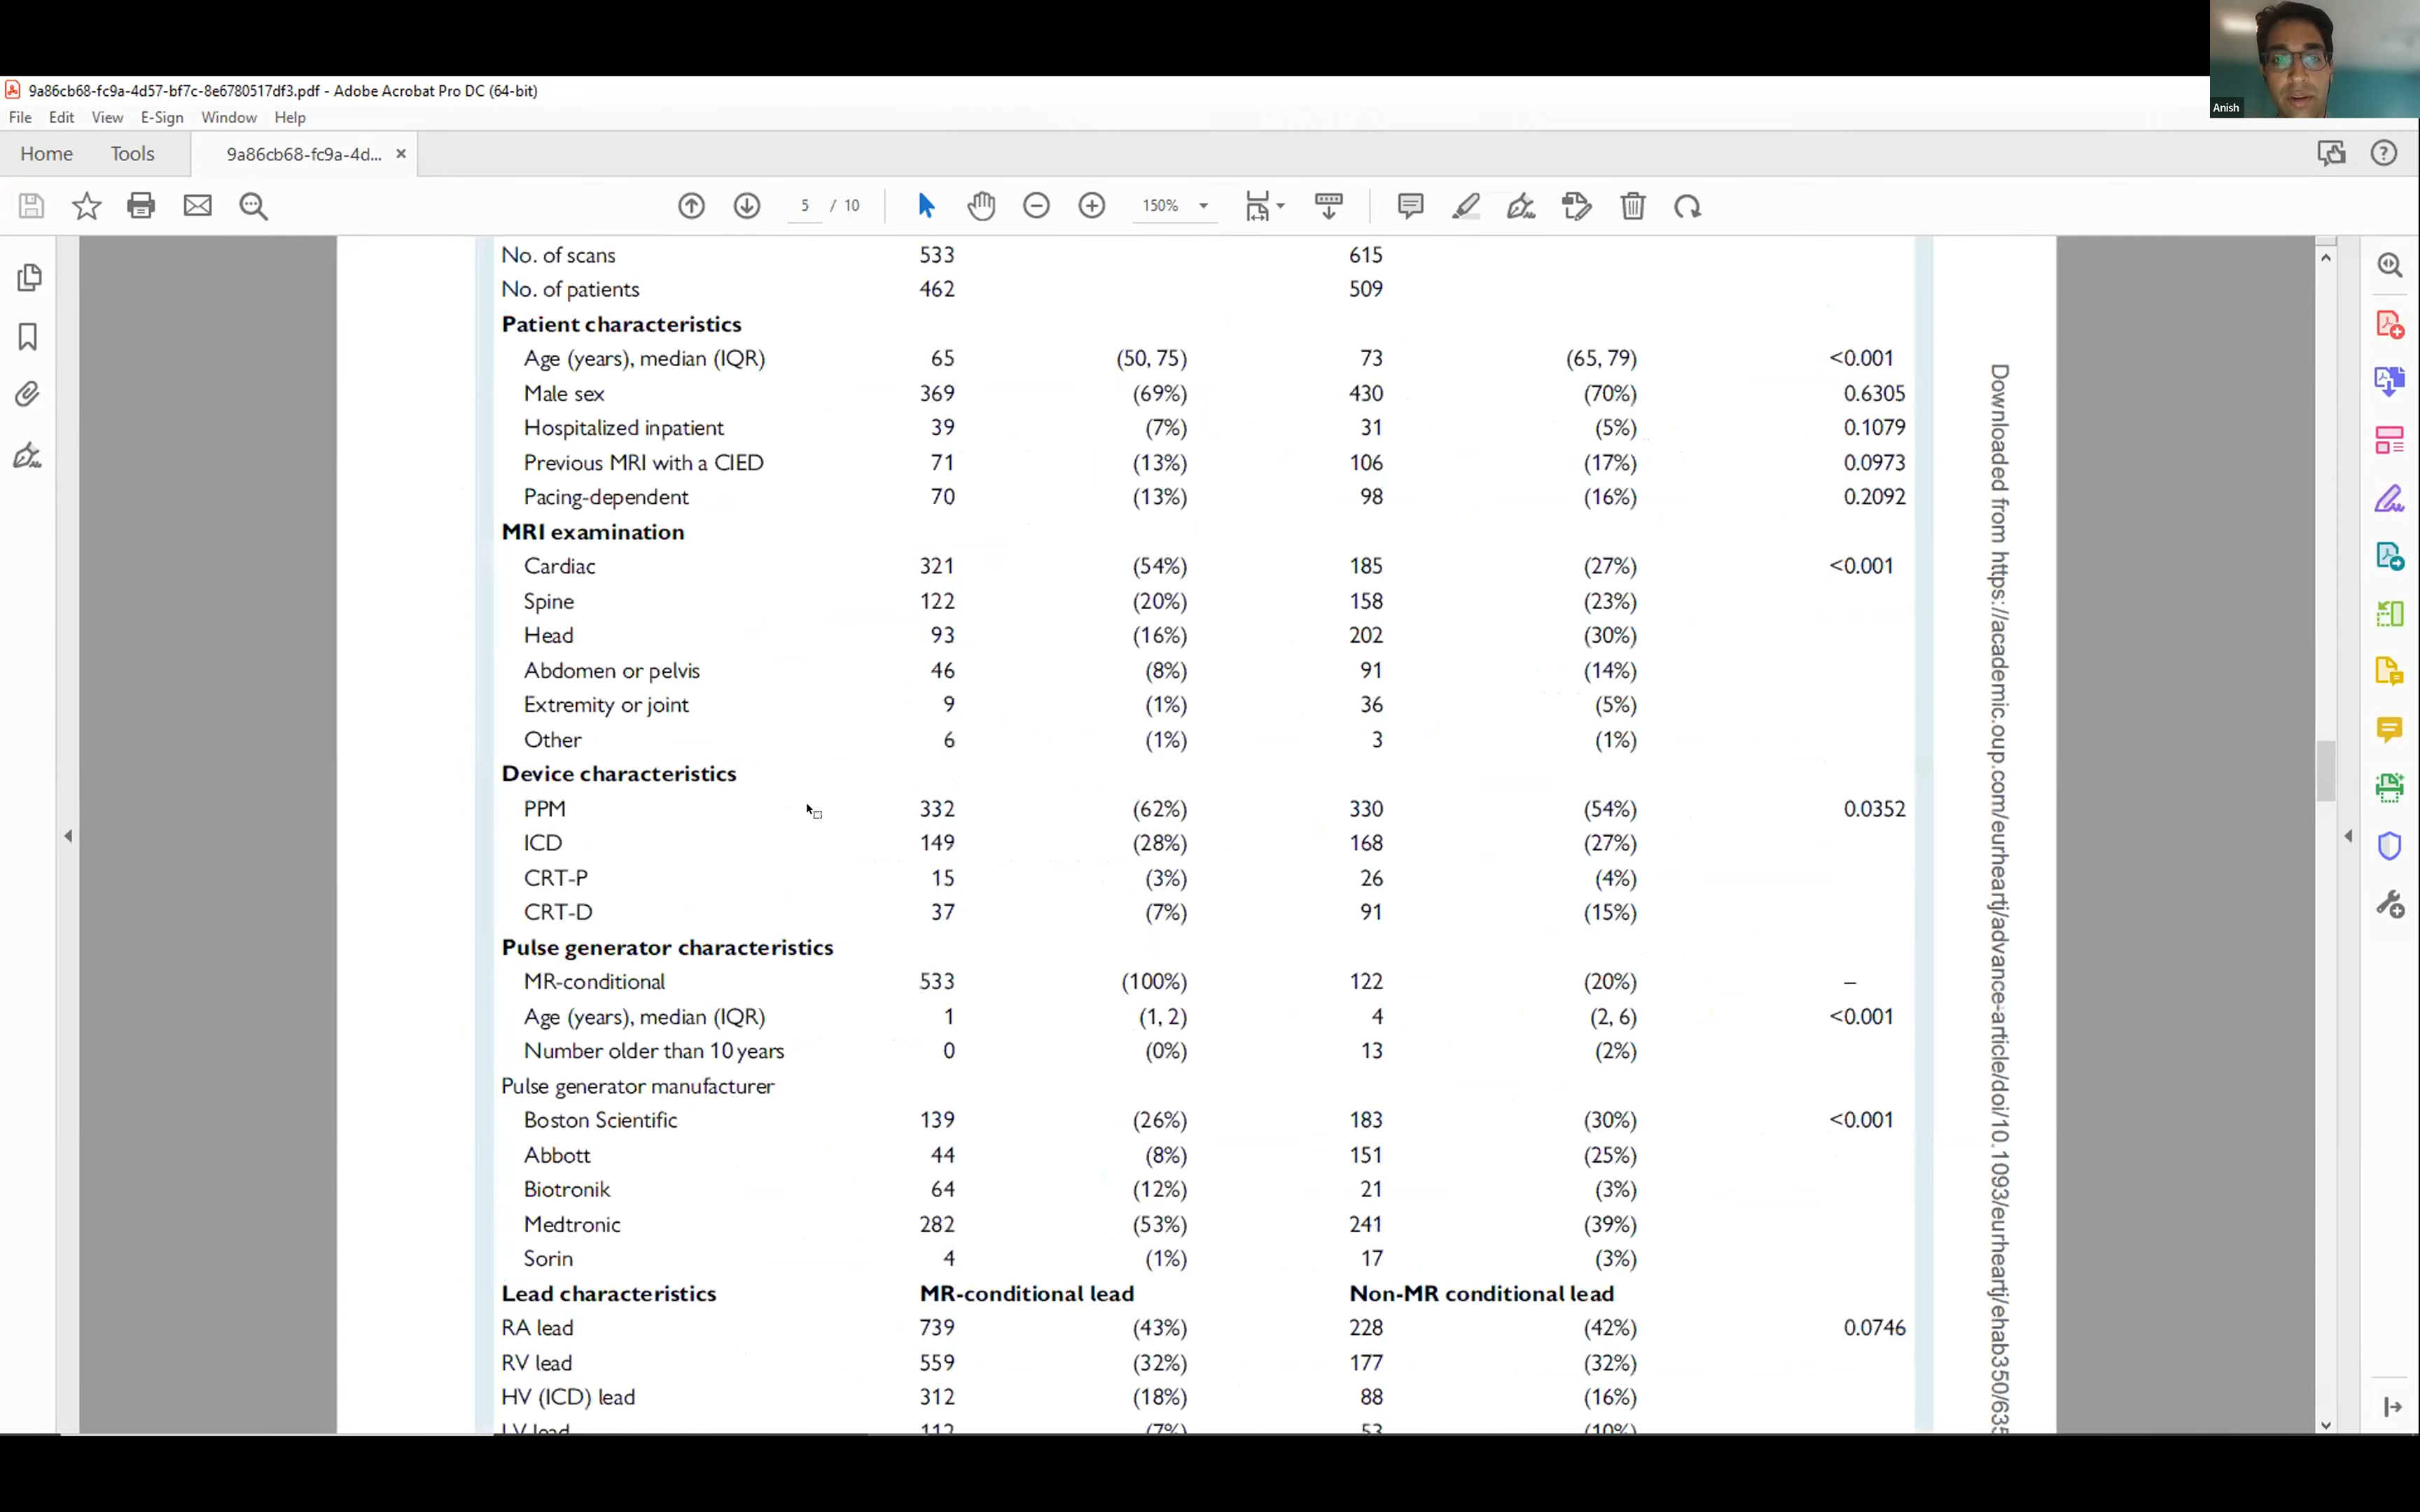 Anish
9a86cb68-fc9a-4d57-bf7c-8e6780517df3.pdf - Adobe Acrobat Pro DC (64-bit)
File Edit View E-Sign Window Help
Home Tools 9a86cb68-fc9a-4d... ×
5 / 10 150%
No. of scans 533 615
No. of patients 462 509
Patient characteristics
Age (years), median (IQR) 65 (50, 75) 73 (65, 79) <0.001
Male sex 369 (69%) 430 (70%) 0.6305
Hospitalized inpatient 39 (7%) 31 (5%) 0.1079
Previous MRI with a CIED 71 (13%) 106 (17%) 0.0973
Pacing-dependent 70 (13%) 98 (16%) 0.2092
MRI examination
Cardiac 321 (54%) 185 (27%) <0.001
Spine 122 (20%) 158 (23%)
Head 93 (16%) 202 (30%)
Abdomen or pelvis 46 (8%) 91 (14%)
Extremity or joint 9 (1%) 36 (5%)
Other 6 (1%) 3 (1%)
Device characteristics
PPM 332 (62%) 330 (54%) 0.0352
ICD 149 (28%) 168 (27%)
CRT-P 15 (3%) 26 (4%)
CRT-D 37 (7%) 91 (15%)
Pulse generator characteristics
MR-conditional 533 (100%) 122 (20%) –
Age (years), median (IQR) 1 (1, 2) 4 (2, 6) <0.001
Number older than 10 years 0 (0%) 13 (2%)
Pulse generator manufacturer
Boston Scientific 139 (26%) 183 (30%) <0.001
Abbott 44 (8%) 151 (25%)
Biotronik 64 (12%) 21 (3%)
Medtronic 282 (53%) 241 (39%)
Sorin 4 (1%) 17 (3%)
Lead characteristics MR-conditional lead Non-MR conditional lead
RA lead 739 (43%) 228 (42%) 0.0746
RV lead 559 (32%) 177 (32%)
HV (ICD) lead 312 (18%) 88 (16%)
LV lead 112 (7%) 53 (10%)
Downloaded from https://academic.oup.com/eurheartj/advance-article/doi/10.1093/eurheartj/ehab350/635